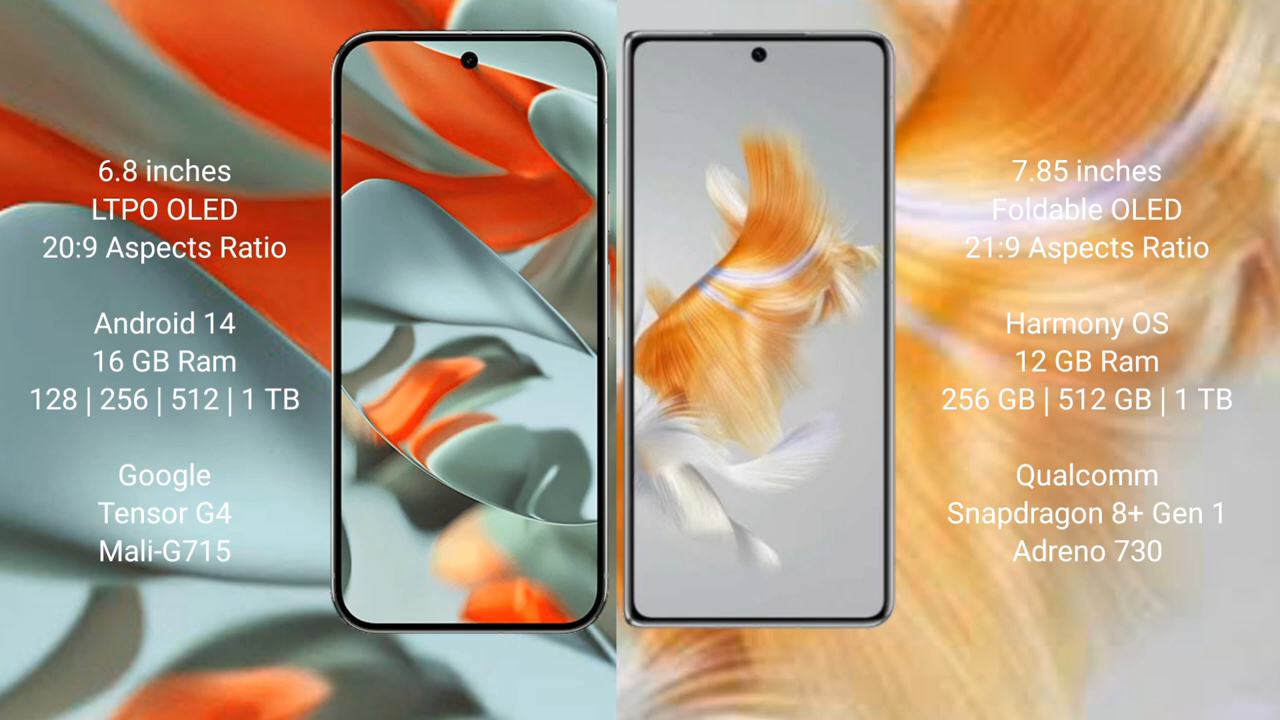 6.8 inches
LTPO OLED
20:9 Aspects Ratio
Android 14
16 GB Ram
128 | 256 | 512 | 1 TB
Google
Tensor G4
Mali-G715
7.85 inches
Foldable OLED
21:9 Aspects Ratio
Harmony OS
12 GB Ram
256 GB | 512 GB | 1 TB
Qualcomm
Snapdragon 8+ Gen 1
Adreno 730